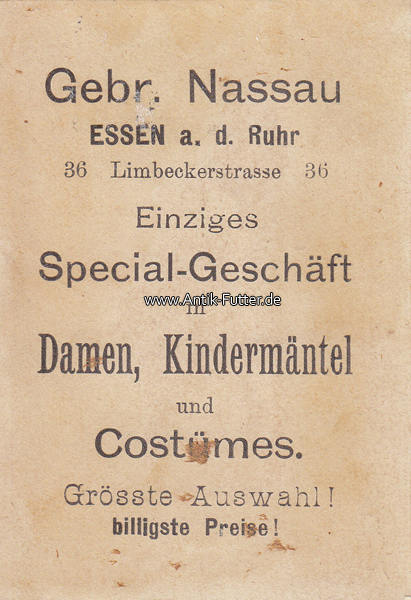 Gebr. Nassau
ESSEN a. d. Ruhr
36 Limbeckerstrasse 36
Einziges
Special-Geschäft
www.Antik-Futter.de
in
Damen, Kindermäntel
und
Costümes.
Grösste Auswahl!
billigste Preise!